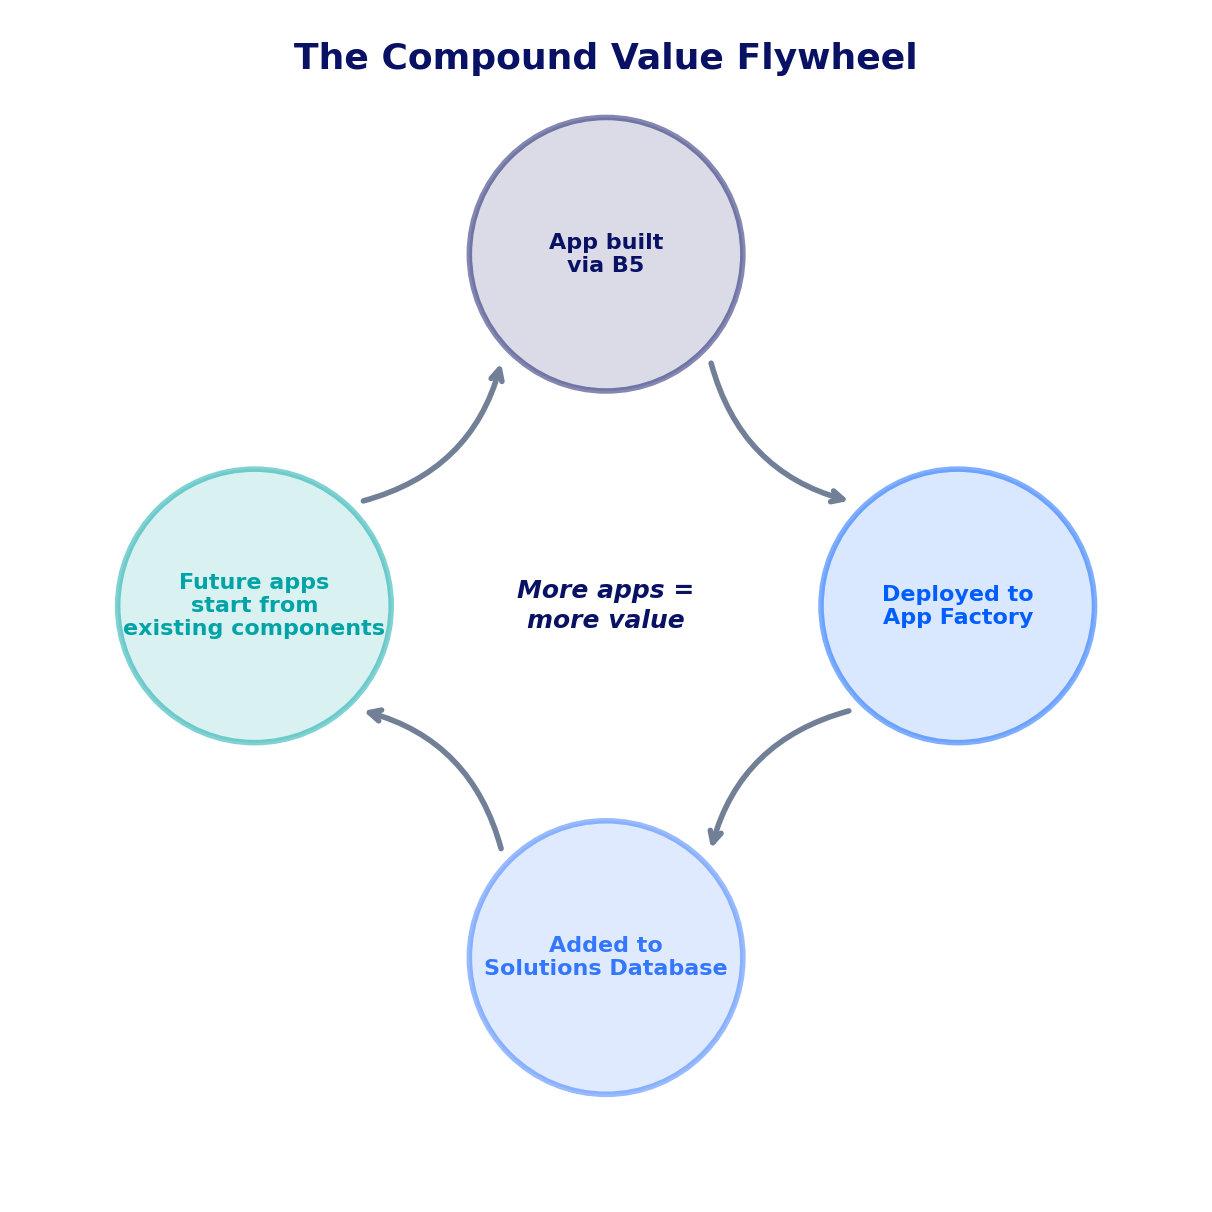 The Compound Value Flywheel
App built
via B5
Deployed to
App Factory
Added to
Solutions Database
Future apps
start from
existing components
More apps =
more value